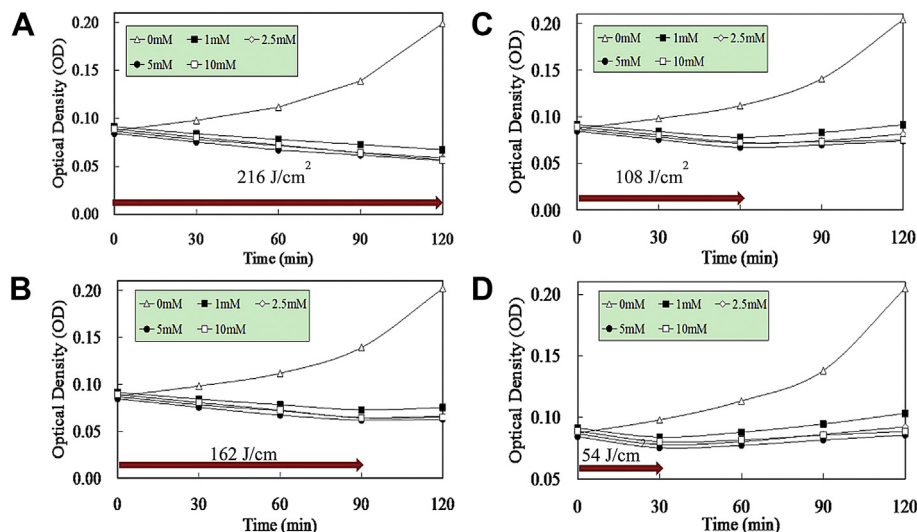 A
Optical Density (OD)
0.20
0.15
0.10
0.05
0.00
0mM 1mM 2.5mM
5mM 10mM
216 J/cm²
0 30 60 90 120
Time (min)
C
Optical Density (OD)
0.20
0.15
0.10
0.05
0.00
0mM 1mM 2.5mM
5mM 10mM
108 J/cm²
0 30 60 90 120
Time (min)
B
Optical Density (OD)
0.20
0.15
0.10
0.05
0.00
0mM 1mM 2.5mM
5mM 10mM
162 J/cm
0 30 60 90 120
Time (min)
D
Optical Density (OD)
0.20
0.15
0.10
0.05
0mM 1mM 2.5mM
5mM 10mM
54 J/cm
0 30 60 90 120
Time (min)